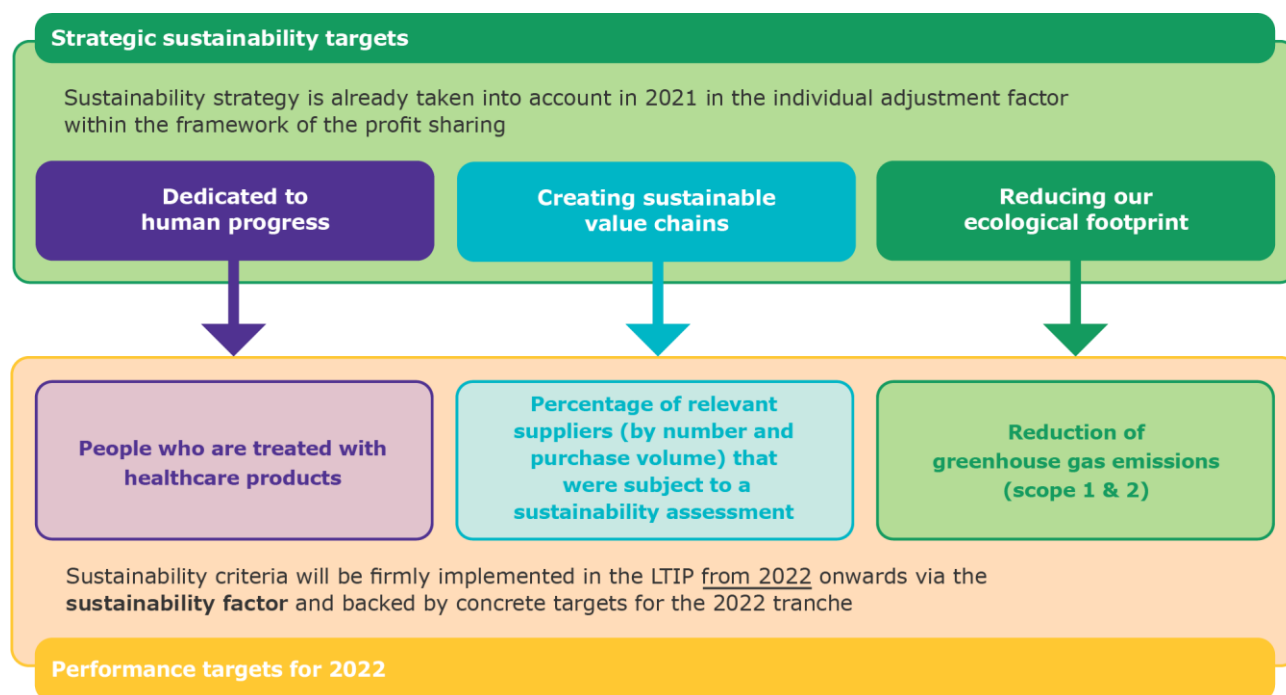 Strategic sustainability targets
Sustainability strategy is already taken into account in 2021 in the individual adjustment factor
within the framework of the profit sharing
Dedicated to
human progress
Creating sustainable
value chains
Reducing our
ecological footprint
People who are treated with
healthcare products
Percentage of relevant
suppliers (by number and
purchase volume) that
were subject to a
sustainability assessment
Reduction of
greenhouse gas emissions
(scope 1 & 2)
Sustainability criteria will be firmly implemented in the LTIP from 2022 onwards via the
sustainability factor and backed by concrete targets for the 2022 tranche
Performance targets for 2022